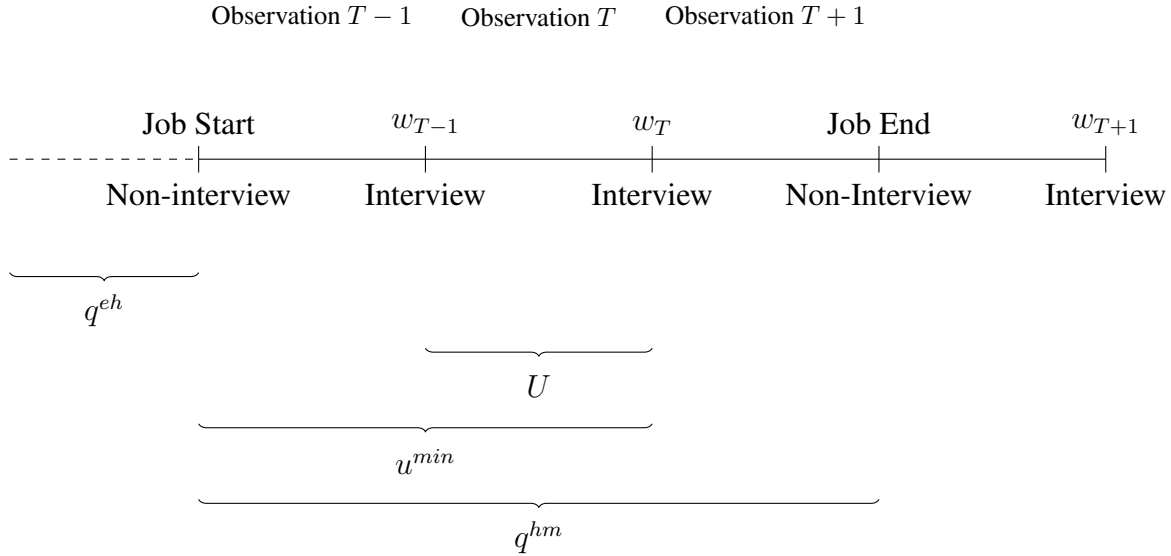 Observation T − 1 Observation T Observation T + 1
Job Start w_{T−1} w_T Job End w_{T+1}
Non-interview Interview Interview Non-Interview Interview
q^{eh}
U
u^{min}
q^{hm}